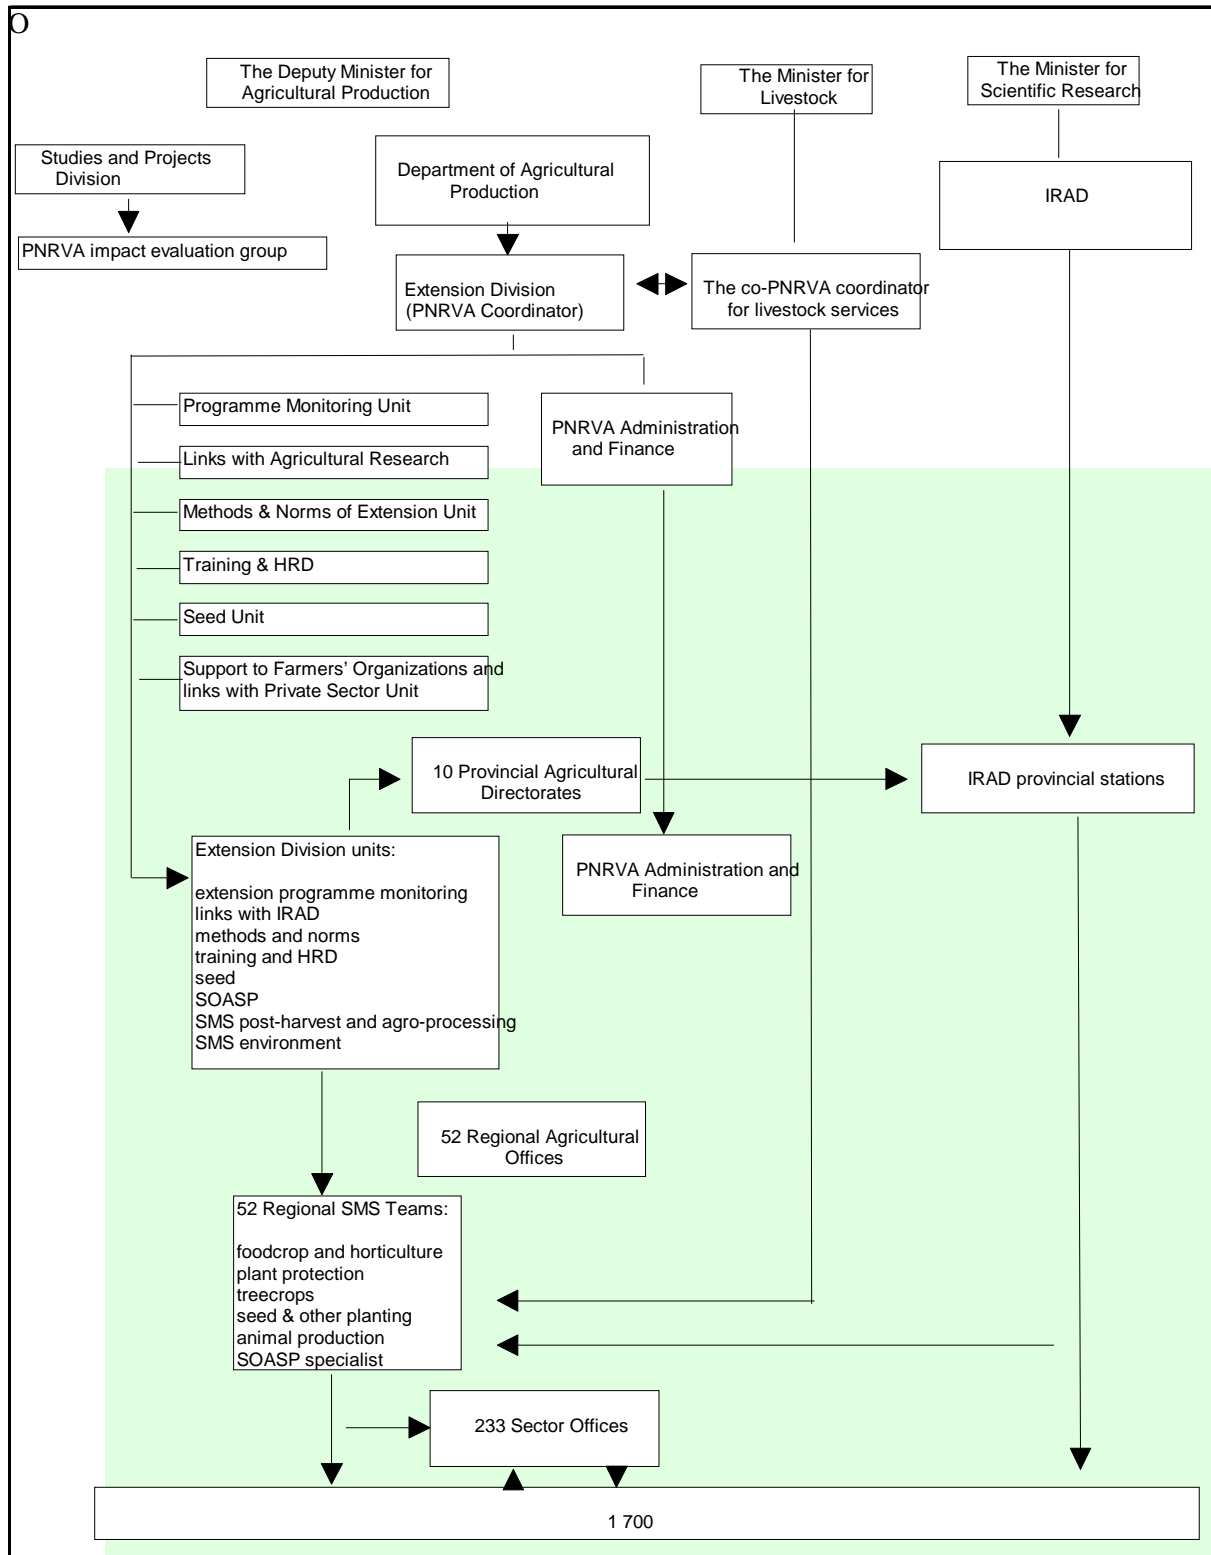 O
The Deputy Minister for
Agricultural Production
The Minister for
Livestock
The Minister for
Scientific Research
Studies and Projects
Division
Department of Agricultural
Production
IRAD
PNRVA impact evaluation group
Extension Division
(PNRVA Coordinator)
The co-PNRVA coordinator
for livestock services
Programme Monitoring Unit
Links with Agricultural Research
Methods & Norms of Extension Unit
Training & HRD
Seed Unit
Support to Farmers’ Organizations and
links with Private Sector Unit
PNRVA Administration
and Finance
10 Provincial Agricultural
Directorates
IRAD provincial stations
Extension Division units:
extension programme monitoring
links with IRAD
methods and norms
training and HRD
seed
SOASP
SMS post-harvest and agro-processing
SMS environment
PNRVA Administration and
Finance
52 Regional Agricultural
Offices
52 Regional SMS Teams:
foodcrop and horticulture
plant protection
treecrops
seed & other planting
animal production
SOASP specialist
233 Sector Offices
1 700